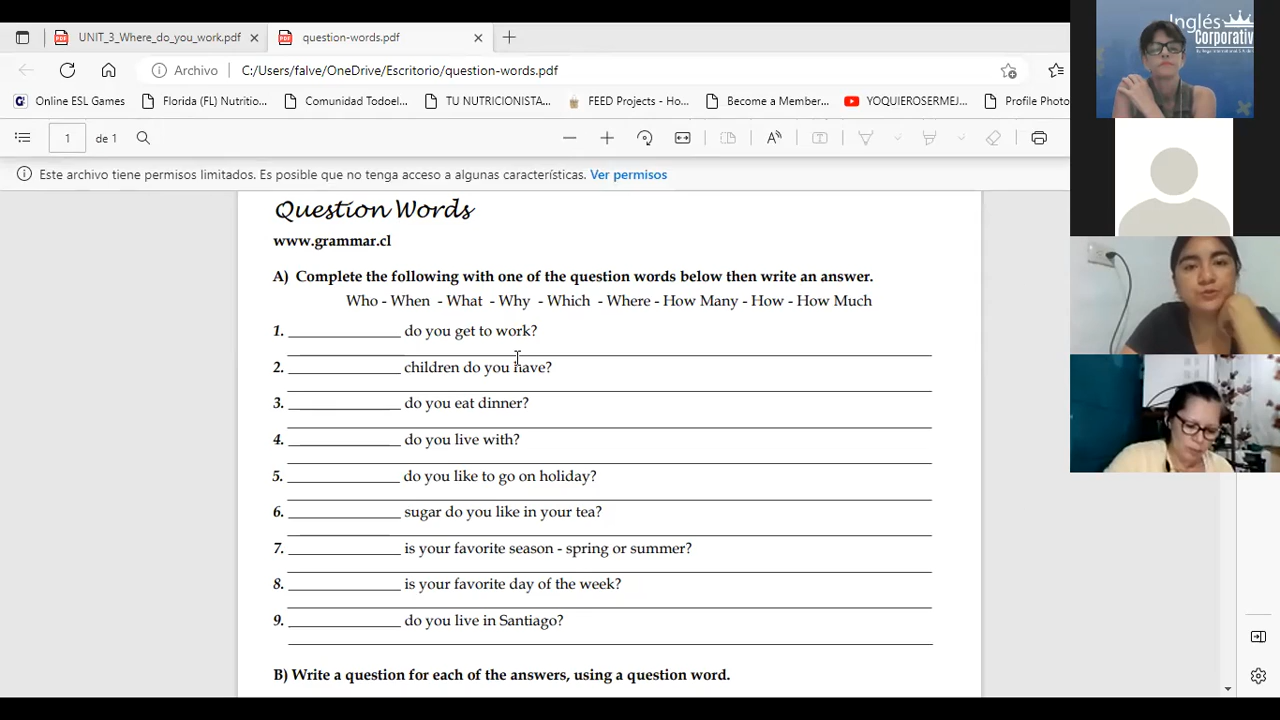 UNIT_3_Where_do_you_work.pdf
question-words.pdf
Archivo
C:/Users/falve/OneDrive/Escritorio/question-words.pdf
Online ESL Games
Florida (FL) Nutritio...
Comunidad Todoel...
TU NUTRICIONISTA...
FEED Projects - Ho...
Become a Member...
YOQUIEROSERMEJ...
Profile Photo
1 de 1
Este archivo tiene permisos limitados. Es posible que no tenga acceso a algunas características. Ver permisos
Question Words
www.grammar.cl
A) Complete the following with one of the question words below then write an answer.
Who - When - What - Why - Which - Where - How Many - How - How Much
1. ______________ do you get to work?
2. ______________ children do you have?
3. ______________ do you eat dinner?
4. ______________ do you live with?
5. ______________ do you like to go on holiday?
6. ______________ sugar do you like in your tea?
7. ______________ is your favorite season - spring or summer?
8. ______________ is your favorite day of the week?
9. ______________ do you live in Santiago?
B) Write a question for each of the answers, using a question word.
Inglés
Corporativ